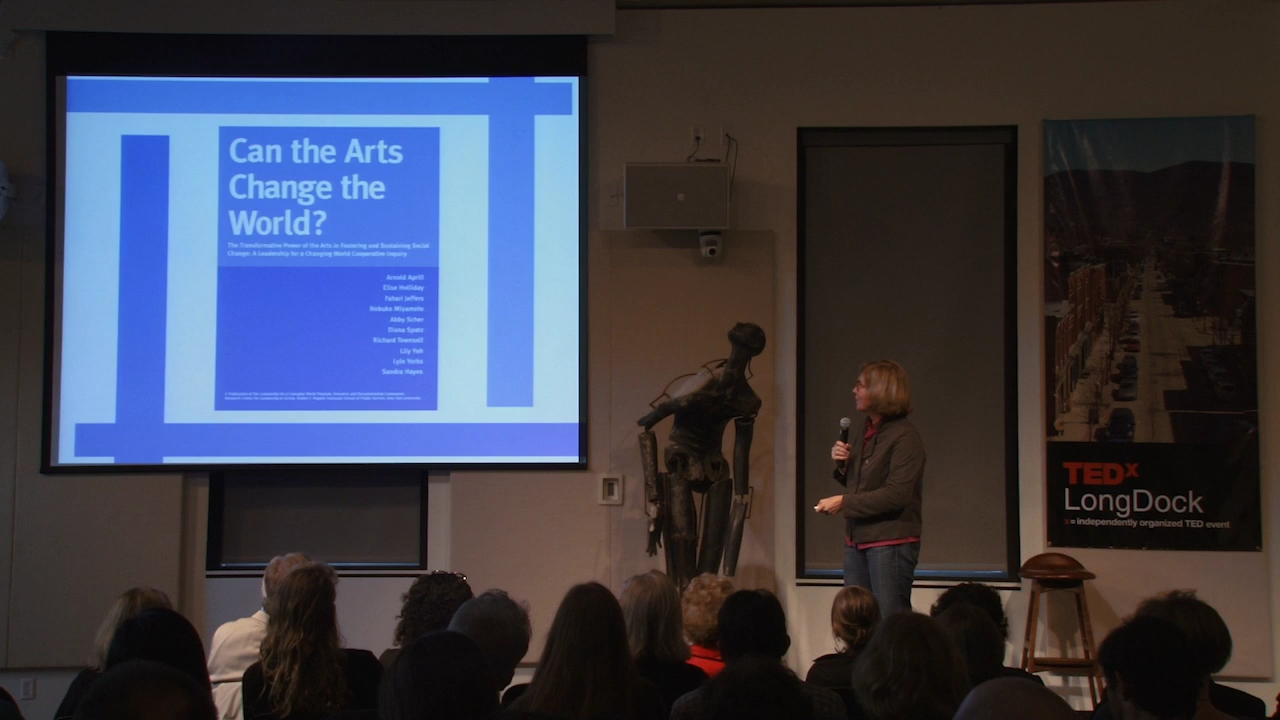 Can the Arts
Change the
World?
The Transformative Power of the Arts in Fostering and Sustaining Social
Change: A Leadership for a Changing World Cooperative Inquiry
Arnold Aprill
Elise Holliday
Fahari Jeffers
Nobuko Miyamoto
Abby Scher
Diana Spatz
Richard Townsell
Lily Yeh
Lyle Yorks
Sandra Hayes
TEDx
LongDock
x = independently organized TED event